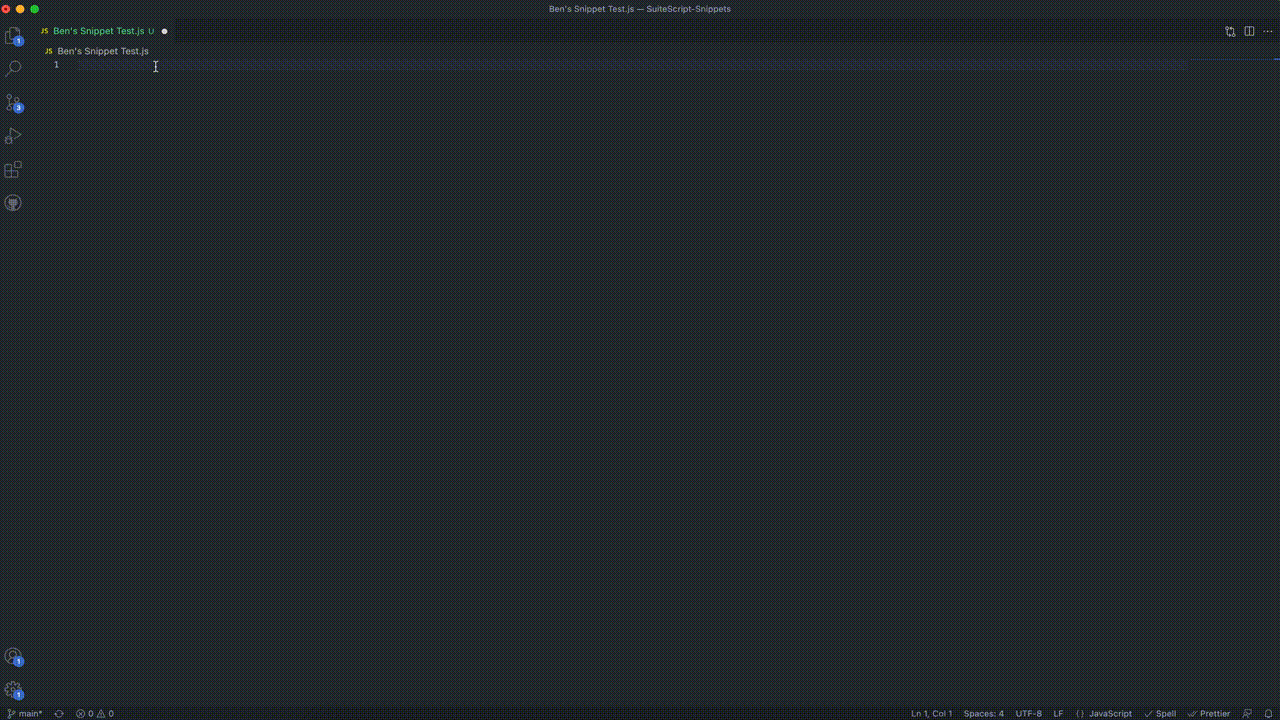 Ben's Snippet Test.js — SuiteScript-Snippets
JS Ben's Snippet Test.js U
JS Ben's Snippet Test.js
1
1
3
1
1
main* 0 0 Ln 1, Col 1 Spaces: 4 UTF-8 LF { } JavaScript Spell Prettier